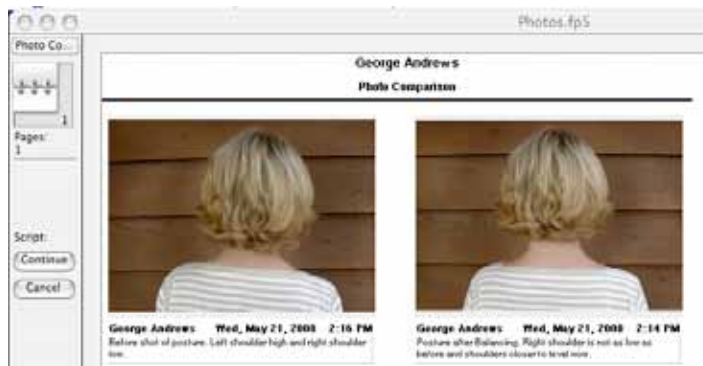 Photos.fp5
Photo Co...
1
Pages:
1
Script:
Continue
Cancel
George Andrews
Photo Comparison
George Andrews Wed, May 21, 2008 2:16 PM
Before shot of posture. Left shoulder high and right shoulder
low.
George Andrews Wed, May 21, 2008 2:14 PM
Posture after Balancing. Right shoulder is not as low as
before and shoulders closer to level now.